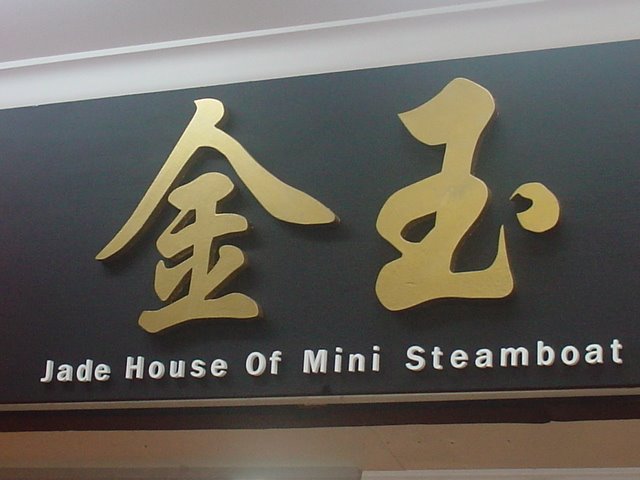 金玉
Jade House Of Mini Steamboat